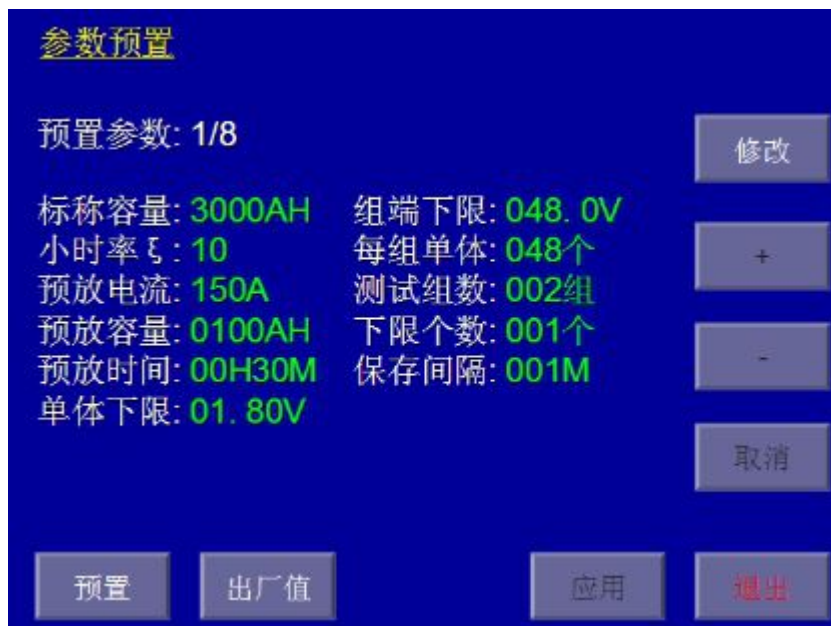 参数预置
预置参数: 1/8
修改
标称容量: 3000AH 组端下限: 048. 0V
小时率ξ: 10 每组单体: 048个
+
预放电流: 150A 测试组数: 002组
预放容量: 0100AH 下限个数: 001个
-
预放时间: 00H30M 保存间隔: 001M
单体下限: 01. 80V
取消
预置 出厂值 应用 退出